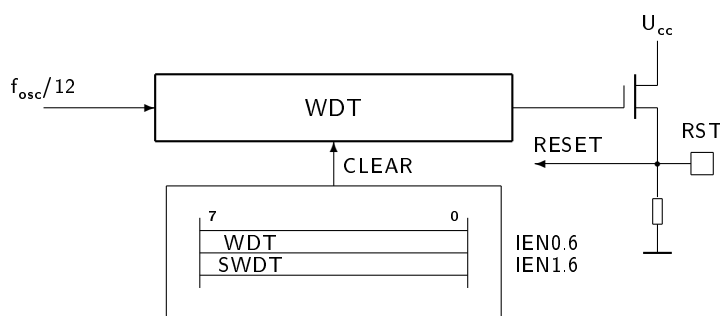 U_cc
f_osc/12
WDT
RST
RESET
CLEAR
7 0
WDT IEN0.6
SWDT IEN1.6